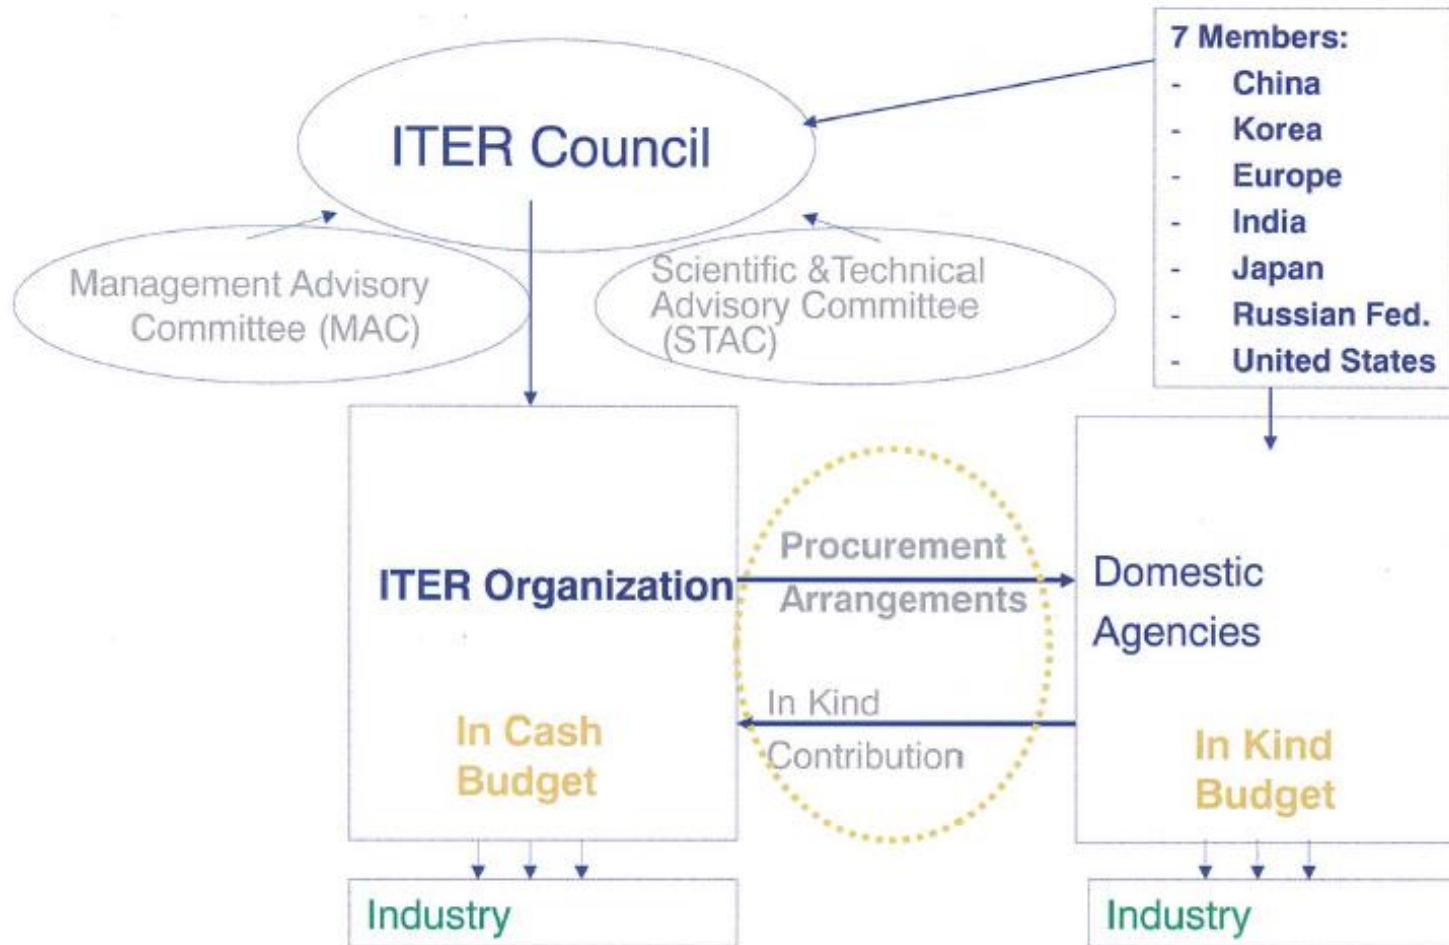 7 Members:
- China
- Korea
- Europe
- India
- Japan
- Russian Fed.
- United States
ITER Council
Management Advisory
Committee (MAC)
Scientific &Technical
Advisory Committee
(STAC)
ITER Organization
In Cash
Budget
Procurement
Arrangements
In Kind
Contribution
Domestic
Agencies
In Kind
Budget
Industry
Industry